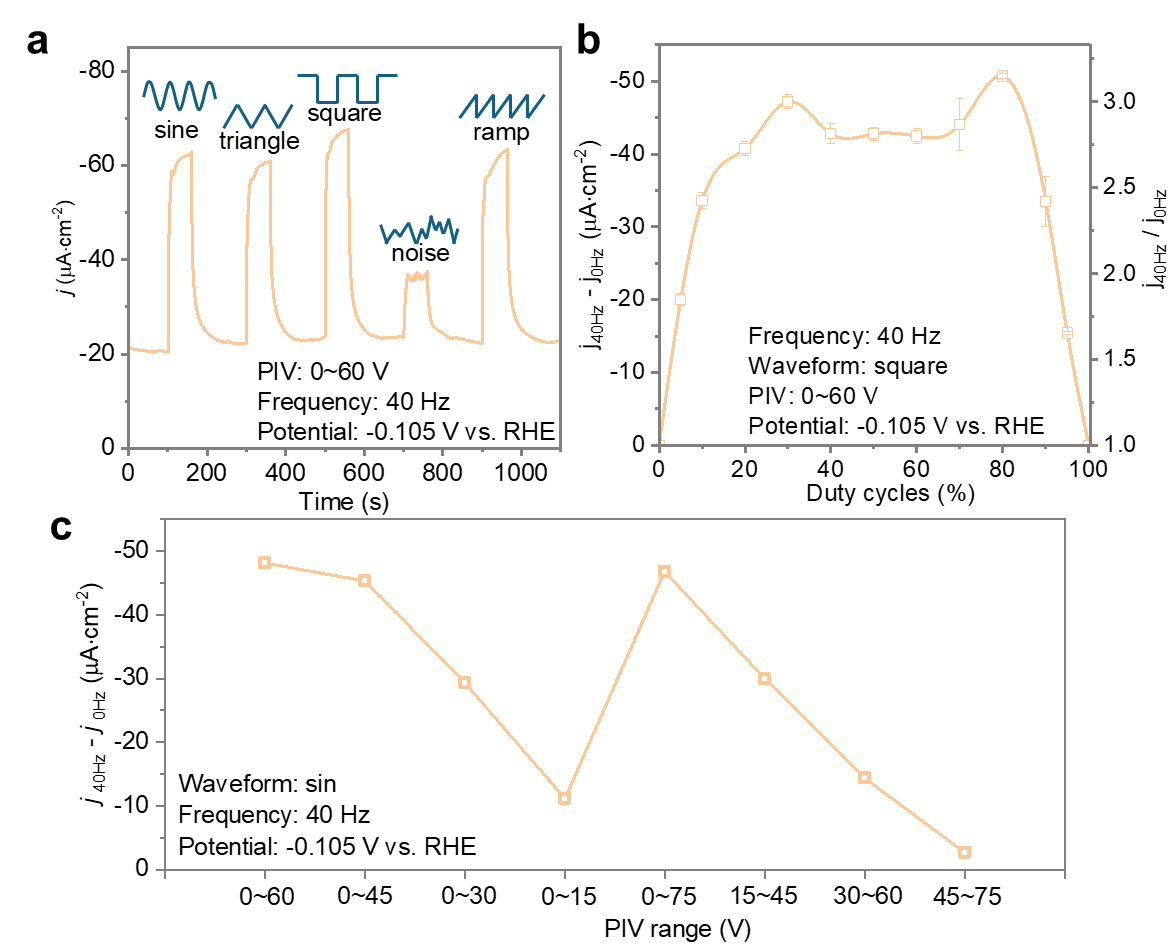 a
-80
-60
-40
-20
0
j (μA·cm⁻²)
sine
triangle
square
noise
ramp
PIV: 0~60 V
Frequency: 40 Hz
Potential: -0.105 V vs. RHE
0 200 400 600 800 1000
Time (s)
b
-50
-40
-30
-20
-10
0
j40Hz - j0Hz (μA·cm⁻²)
3.0
2.5
2.0
1.5
1.0
j40Hz / j0Hz
Frequency: 40 Hz
Waveform: square
PIV: 0~60 V
Potential: -0.105 V vs. RHE
0 20 40 60 80 100
Duty cycles (%)
c
-50
-40
-30
-20
-10
0
j 40Hz - j 0Hz (μA·cm⁻²)
Waveform: sin
Frequency: 40 Hz
Potential: -0.105 V vs. RHE
0~60 0~45 0~30 0~15 0~75 15~45 30~60 45~75
PIV range (V)